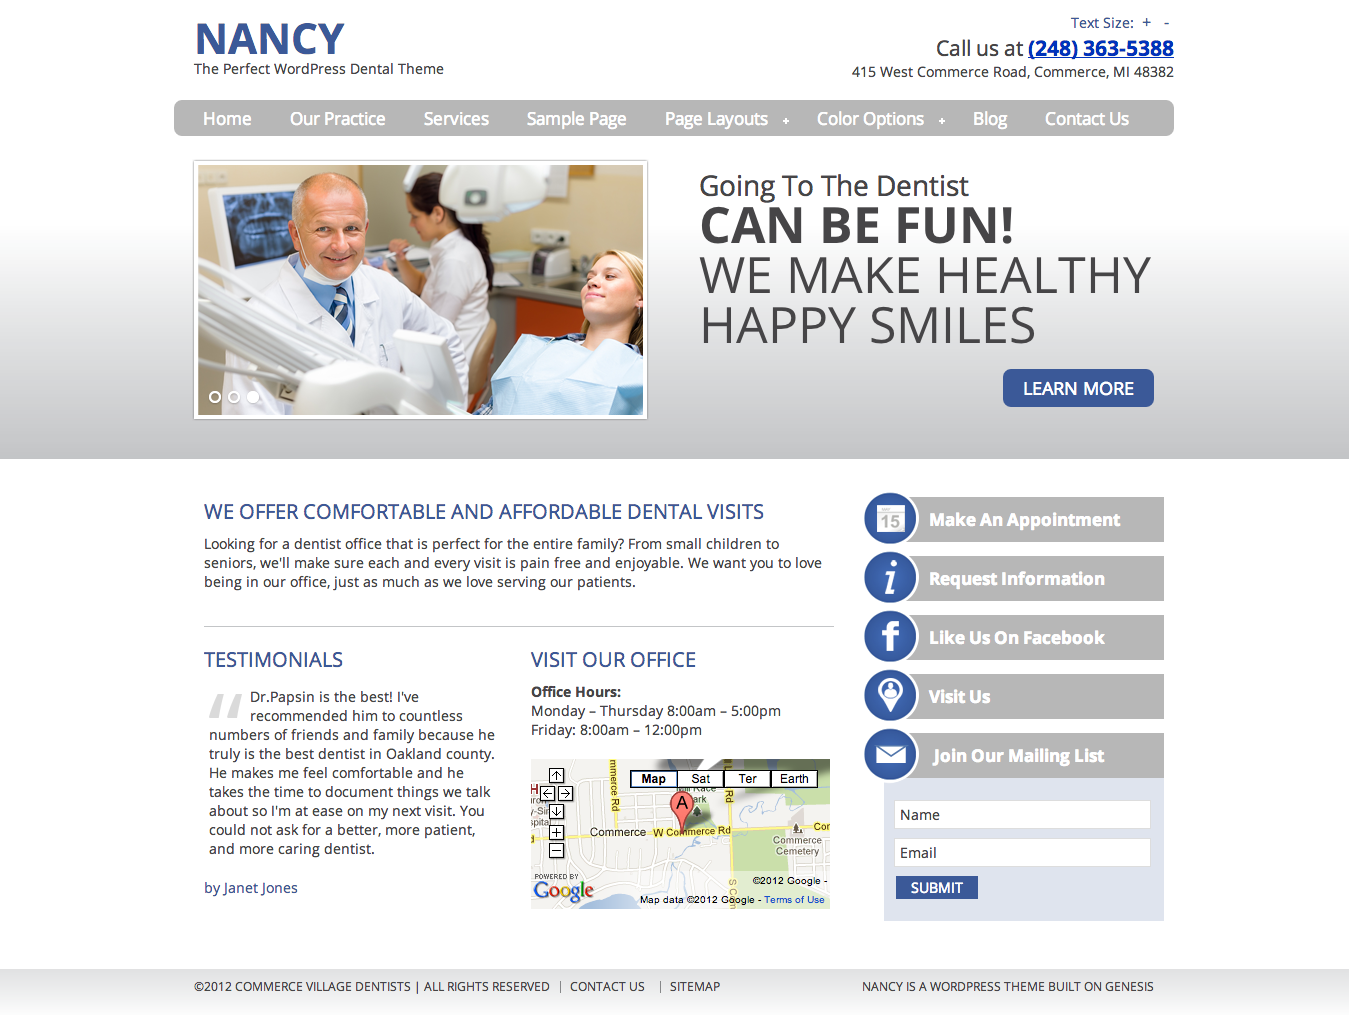 NANCY
The Perfect WordPress Dental Theme
Text Size: + -
Call us at (248) 363-5388
415 West Commerce Road, Commerce, MI 48382
Home Our Practice Services Sample Page Page Layouts + Color Options + Blog Contact Us
Going To The Dentist
CAN BE FUN!
WE MAKE HEALTHY
HAPPY SMILES
LEARN MORE
WE OFFER COMFORTABLE AND AFFORDABLE DENTAL VISITS
Looking for a dentist office that is perfect for the entire family? From small children to
seniors, we'll make sure each and every visit is pain free and enjoyable. We want you to love
being in our office, just as much as we love serving our patients.
TESTIMONIALS
“ Dr.Papsin is the best! I've
recommended him to countless
numbers of friends and family because he
truly is the best dentist in Oakland county.
He makes me feel comfortable and he
takes the time to document things we talk
about so I'm at ease on my next visit. You
could not ask for a better, more patient,
and more caring dentist.
by Janet Jones
VISIT OUR OFFICE
Office Hours:
Monday – Thursday 8:00am – 5:00pm
Friday: 8:00am – 12:00pm
Map Sat Ter Earth
Commerce Rd
Rd
A
Commerce
W Commerce Rd
Commerce
Cemetery
POWERED BY
Google
©2012 Google -
Map data ©2012 Google - Terms of Use
15
Make An Appointment
i
Request Information
f
Like Us On Facebook
Visit Us
Join Our Mailing List
Name
Email
SUBMIT
©2012 COMMERCE VILLAGE DENTISTS | ALL RIGHTS RESERVED | CONTACT US | SITEMAP
NANCY IS A WORDPRESS THEME BUILT ON GENESIS